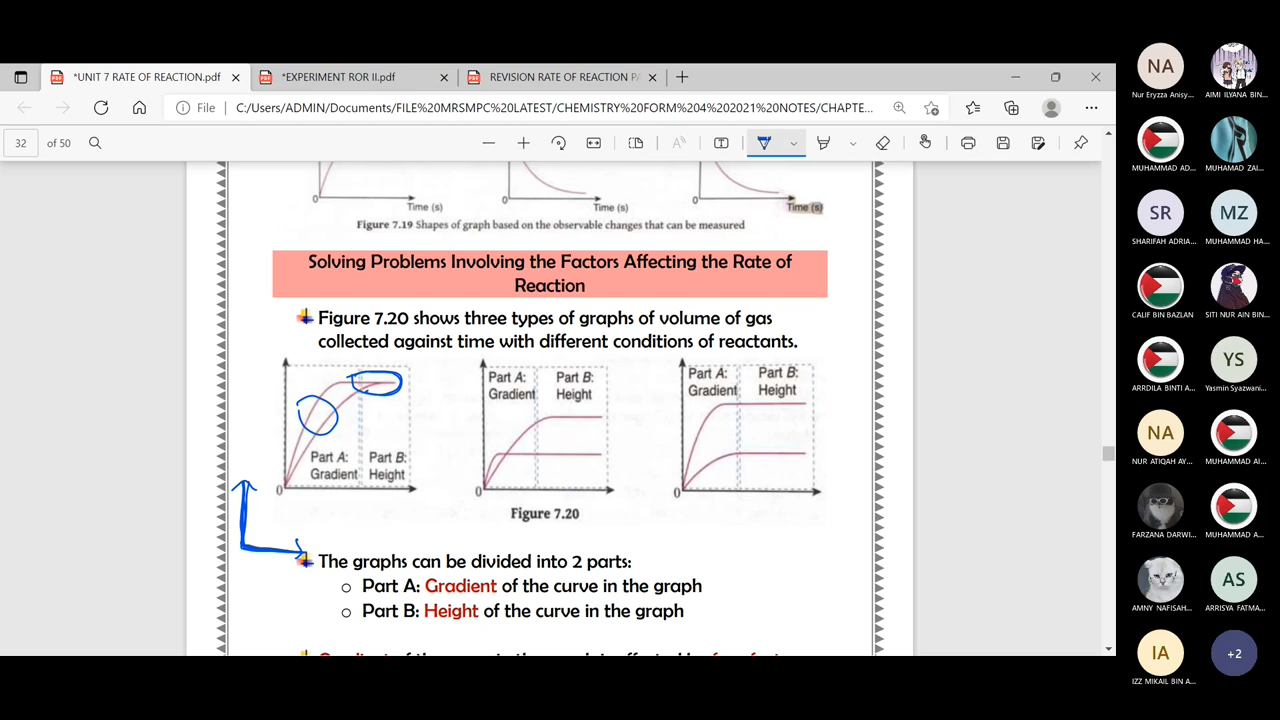 *UNIT 7 RATE OF REACTION.pdf
*EXPERIMENT ROR II.pdf
REVISION RATE OF REACTION PA
File
C:/Users/ADMIN/Documents/FILE%20MRSMPC%20LATEST/CHEMISTRY%20FORM%204%202021%20NOTES/CHAPTE...
32 of 50
0 Time (s)
0 Time (s)
0 Time (s)
Figure 7.19 Shapes of graph based on the observable changes that can be measured
Solving Problems Involving the Factors Affecting the Rate of
Reaction
Figure 7.20 shows three types of graphs of volume of gas
collected against time with different conditions of reactants.
Part A:
Gradient
Part B:
Height
0
Part A:
Gradient
Part B:
Height
0
Part A:
Gradient
Part B:
Height
0
Figure 7.20
The graphs can be divided into 2 parts:
o Part A: Gradient of the curve in the graph
o Part B: Height of the curve in the graph
NA
Nur Eryzza Anisy...
AIMI ILYANA BIN...
MUHAMMAD AD...
MUHAMAD ZAI...
SR
SHARIFAH ADRIA...
MZ
MUHAMMAD HA...
CALIF BIN BAZLAN
SITI NUR AIN BIN...
ARRDILA BINTI A...
YS
Yasmin Syazwani...
NA
NUR ATIQAH AY...
MUHAMMAD AI...
FARZANA DARWI...
MUHAMMAD A...
AMNY NAFISAH...
AS
ARRISYA FATMA...
IA
IZZ MIKAIL BIN A...
+2